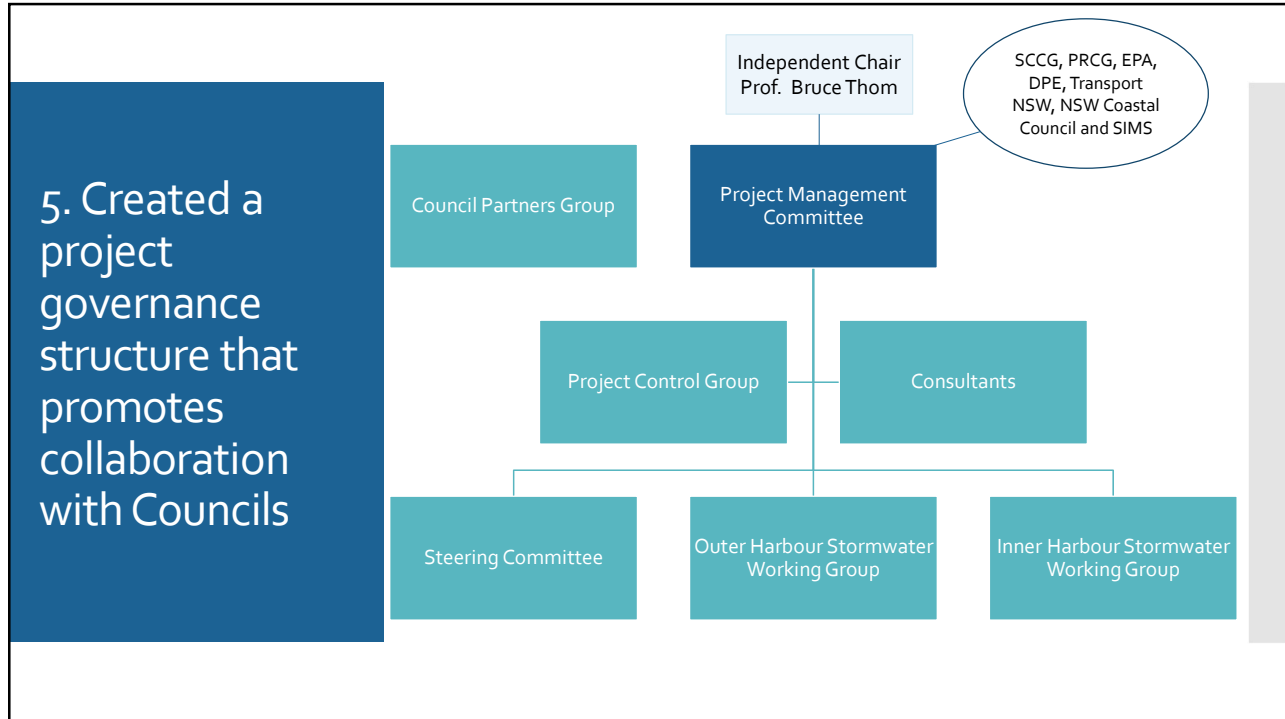 5. Created a
project
governance
structure that
promotes
collaboration
with Councils
Independent Chair
Prof. Bruce Thom
SCCG, PRCG, EPA,
DPE, Transport
NSW, NSW Coastal
Council and SIMS
Council Partners Group
Project Management
Committee
Project Control Group
Consultants
Steering Committee
Outer Harbour Stormwater
Working Group
Inner Harbour Stormwater
Working Group